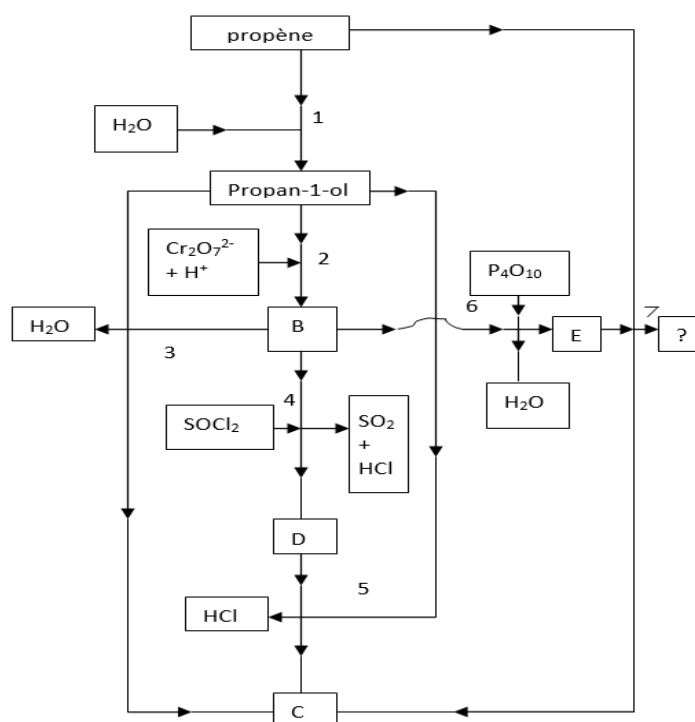 propène
1
H₂O
Propan-1-ol
Cr₂O₇²⁻
+ H⁺
2
P₄O₁₀
H₂O
B
6
E
7
?
3
4
H₂O
SOCl₂
SO₂
+
HCl
D
5
HCl
C